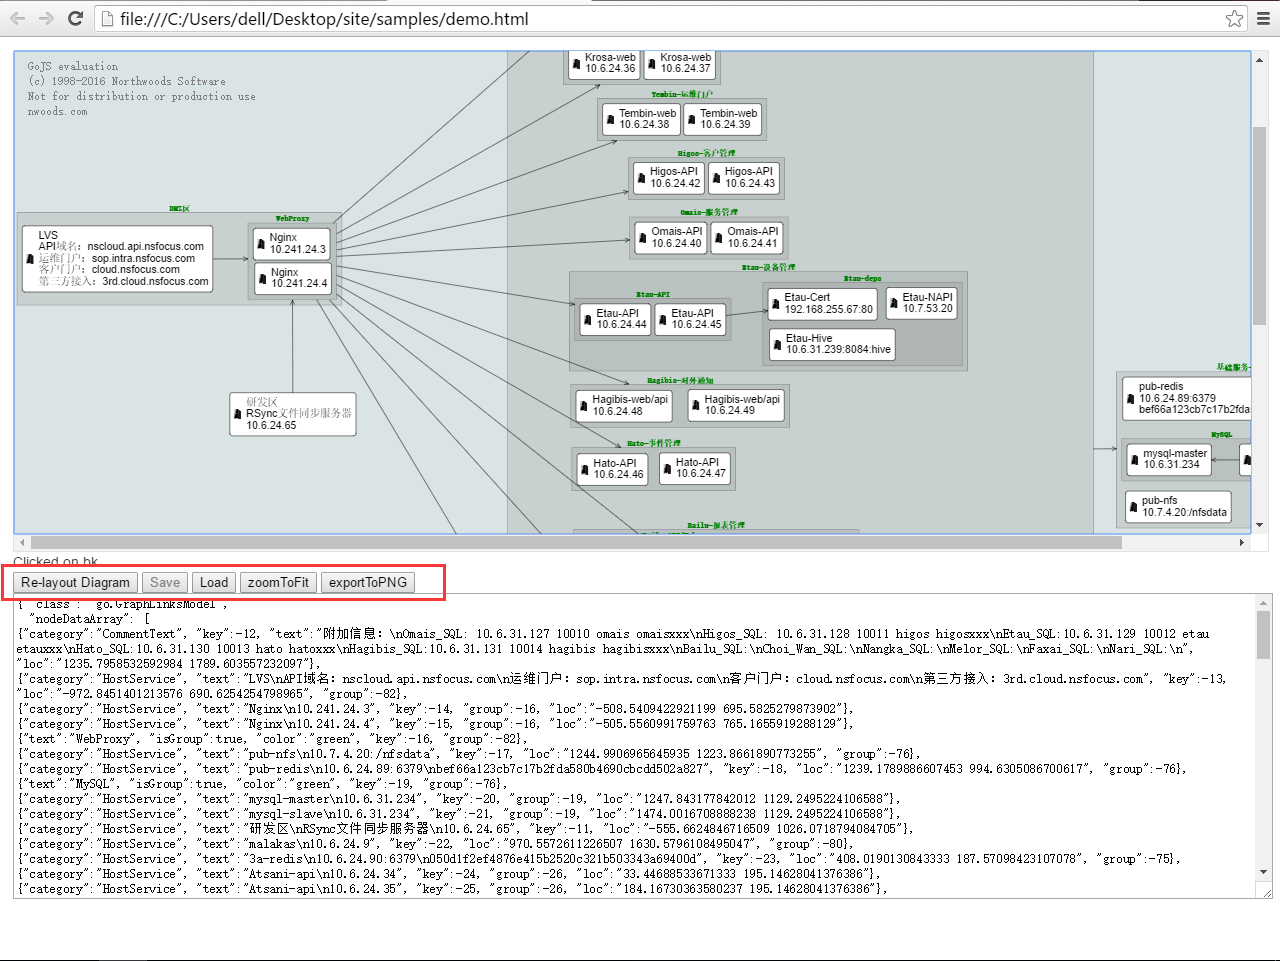 file:///C:/Users/dell/Desktop/site/samples/demo.html
GoJS evaluation
(c) 1998-2016 Northwoods Software
Not for distribution or production use
nwoods.com
Krosa-web
10.6.24.36
Krosa-web
10.6.24.37
Tembin-运维门户
Tembin-web
10.6.24.38
Tembin-web
10.6.24.39
Higos-客户管理
Higos-API
10.6.24.42
Higos-API
10.6.24.43
Omais-服务管理
Omais-API
10.6.24.40
Omais-API
10.6.24.41
DMZ区
LVS
API域名：nscloud.api.nsfocus.com
运维门户：sop.intra.nsfocus.com
客户门户：cloud.nsfocus.com
第三方接入：3rd.cloud.nsfocus.com
WebProxy
Nginx
10.241.24.3
Nginx
10.241.24.4
Etau-设备管理
Etau-API
Etau-API
10.6.24.44
Etau-API
10.6.24.45
Etau-deps
Etau-Cert
192.168.255.67:80
Etau-NAPI
10.7.53.20
Etau-Hive
10.6.31.239:8084:hive
Hagibis-对外通知
Hagibis-web/api
10.6.24.48
Hagibis-web/api
10.6.24.49
研发区
RSync文件同步服务器
10.6.24.65
Hato-事件管理
Hato-API
10.6.24.46
Hato-API
10.6.24.47
Bailu-报表管理
基础服务-
pub-redis
10.6.24.89:6379
bef66a123cb7c17b2fda
MySQL
mysql-master
10.6.31.234
pub-nfs
10.7.4.20:/nfsdata
Clicked on bk
Re-layout Diagram Save Load zoomToFit exportToPNG
{ "class": "go.GraphLinksModel",
"nodeDataArray": [
{"category":"CommentText", "key":-12, "text":"附加信息：\nOmais_SQL: 10.6.31.127 10010 omais omaisxxx\nHigos_SQL: 10.6.31.128 10011 higos higosxxx\nEtau_SQL:10.6.31.129 10012 etau
etauxxx\nHato_SQL:10.6.31.130 10013 hato hatoxxx\nHagibis_SQL:10.6.31.131 10014 hagibis hagibisxxx\nBailu_SQL:\nChoi_Wan_SQL:\nNangka_SQL:\nMelor_SQL:\nFaxai_SQL:\nNari_SQL:\n",
"loc":"1235.7958532592984 1789.603557232097"},
{"category":"HostService", "text":"LVS\nAPI域名：nscloud.api.nsfocus.com\n运维门户：sop.intra.nsfocus.com\n客户门户：cloud.nsfocus.com\n第三方接入：3rd.cloud.nsfocus.com", "key":-13,
"loc":"-972.8451401213576 690.6254254798965", "group":-82},
{"category":"HostService", "text":"Nginx\n10.241.24.3", "key":-14, "group":-16, "loc":"-508.5409422921199 695.5825279873902"},
{"category":"HostService", "text":"Nginx\n10.241.24.4", "key":-15, "group":-16, "loc":"-505.5560991759763 765.1655919288129"},
{"text":"WebProxy", "isGroup":true, "color":"green", "key":-16, "group":-82},
{"category":"HostService", "text":"pub-nfs\n10.7.4.20:/nfsdata", "key":-17, "loc":"1244.9906965645935 1223.8661890773255", "group":-76},
{"category":"HostService", "text":"pub-redis\n10.6.24.89:6379\nbef66a123cb7c17b2fda580b4690cbcdd502a827", "key":-18, "loc":"1239.1789886607453 994.6305086700617", "group":-76},
{"text":"MySQL", "isGroup":true, "color":"green", "key":-19, "group":-76},
{"category":"HostService", "text":"mysql-master\n10.6.31.234", "key":-20, "group":-19, "loc":"1247.843177842012 1129.2495224106588"},
{"category":"HostService", "text":"mysql-slave\n10.6.31.234", "key":-21, "group":-19, "loc":"1474.0016708888238 1129.2495224106588"},
{"category":"HostService", "text":"研发区\nRSync文件同步服务器\n10.6.24.65", "key":-11, "loc":"-555.6624846716509 1026.0718794084705"},
{"category":"HostService", "text":"malakas\n10.6.24.9", "key":-22, "loc":"970.5572611226507 1630.5796108495047", "group":-80},
{"category":"HostService", "text":"3a-redis\n10.6.24.90:6379\n050d1f2ef4876e415b2520c321b503343a69400d", "key":-23, "loc":"408.0190130843333 187.57098423107078", "group":-75},
{"category":"HostService", "text":"Atsani-api\n10.6.24.34", "key":-24, "group":-26, "loc":"33.44688533671333 195.14628041376386"},
{"category":"HostService", "text":"Atsani-api\n10.6.24.35", "key":-25, "group":-26, "loc":"184.16730363580237 195.14628041376386"},